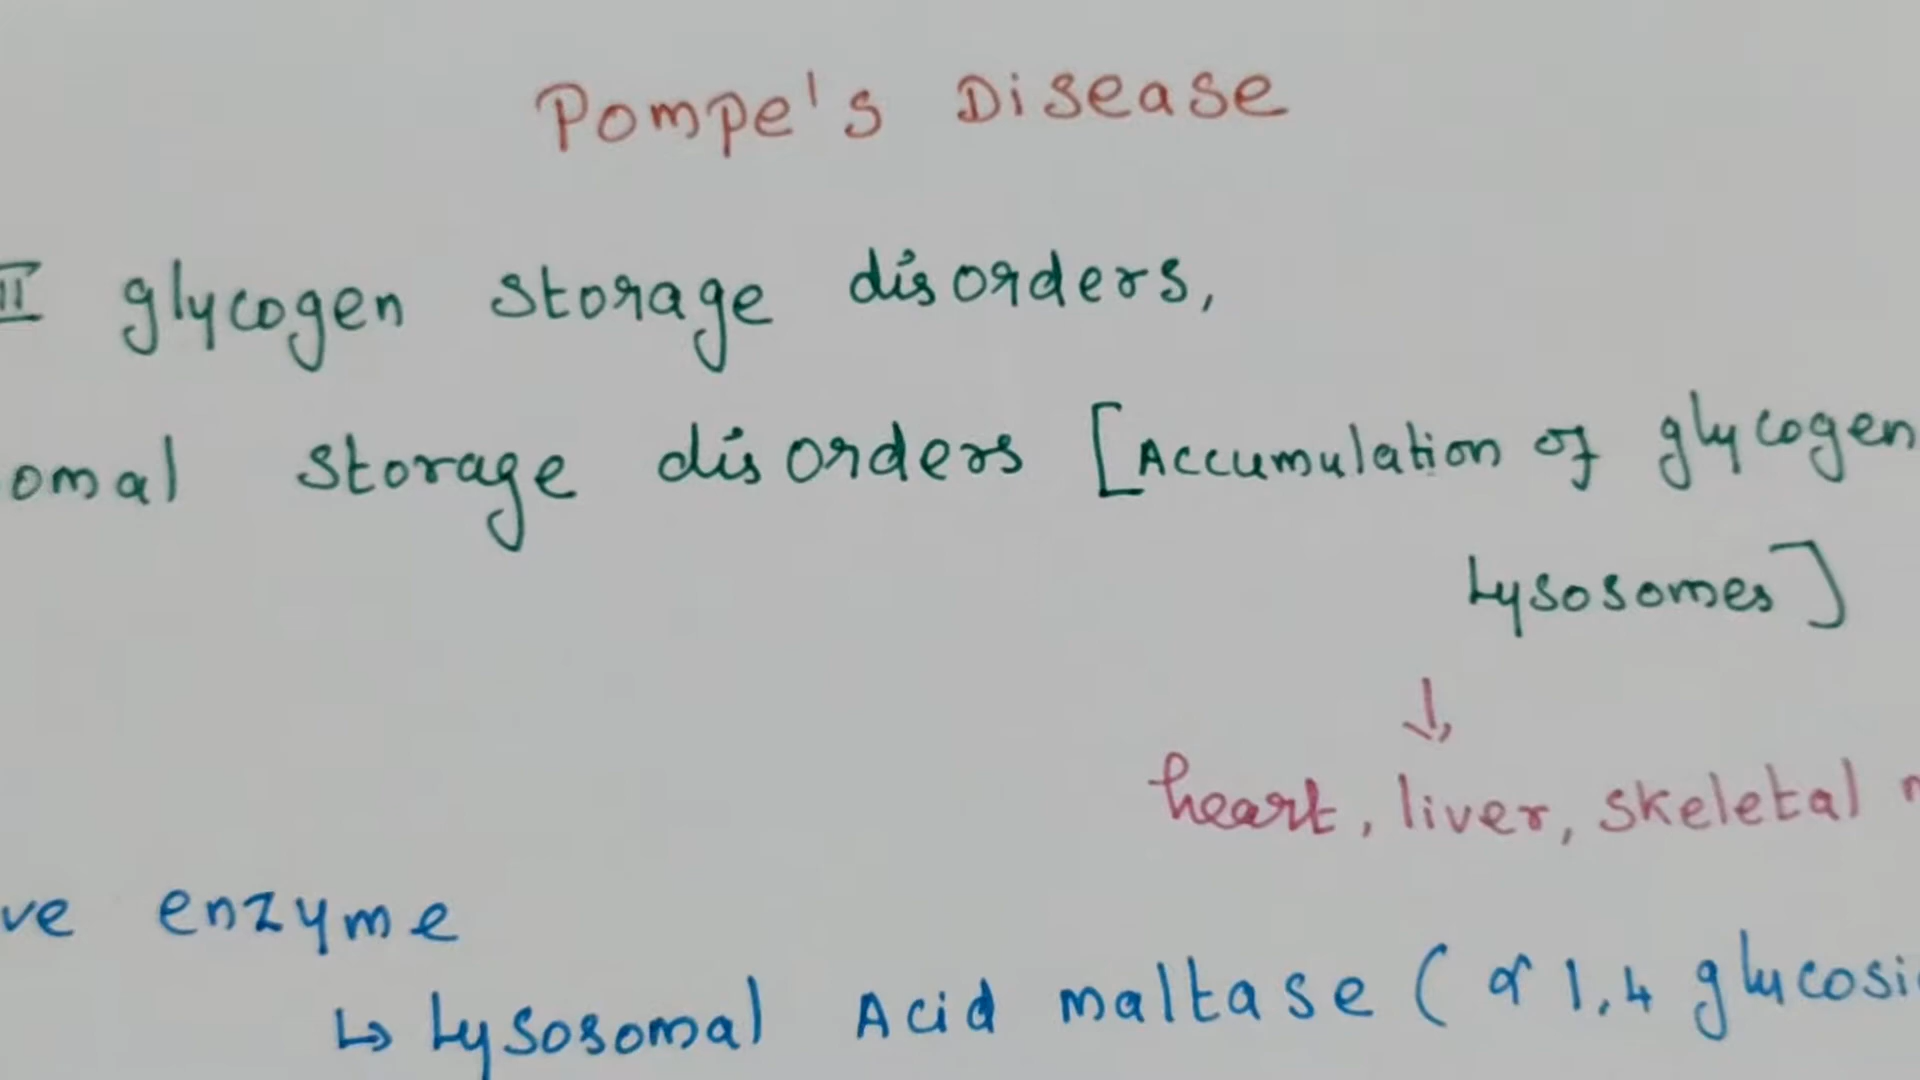 Pompe's Disease
II glycogen storage disorders,
omal storage disorders [Accumulation of glycogen
Lysosomes]
↓
heart, liver, skeletal
ve enzyme
↳ Lysosomal Acid maltase (α 1,4 glucosi